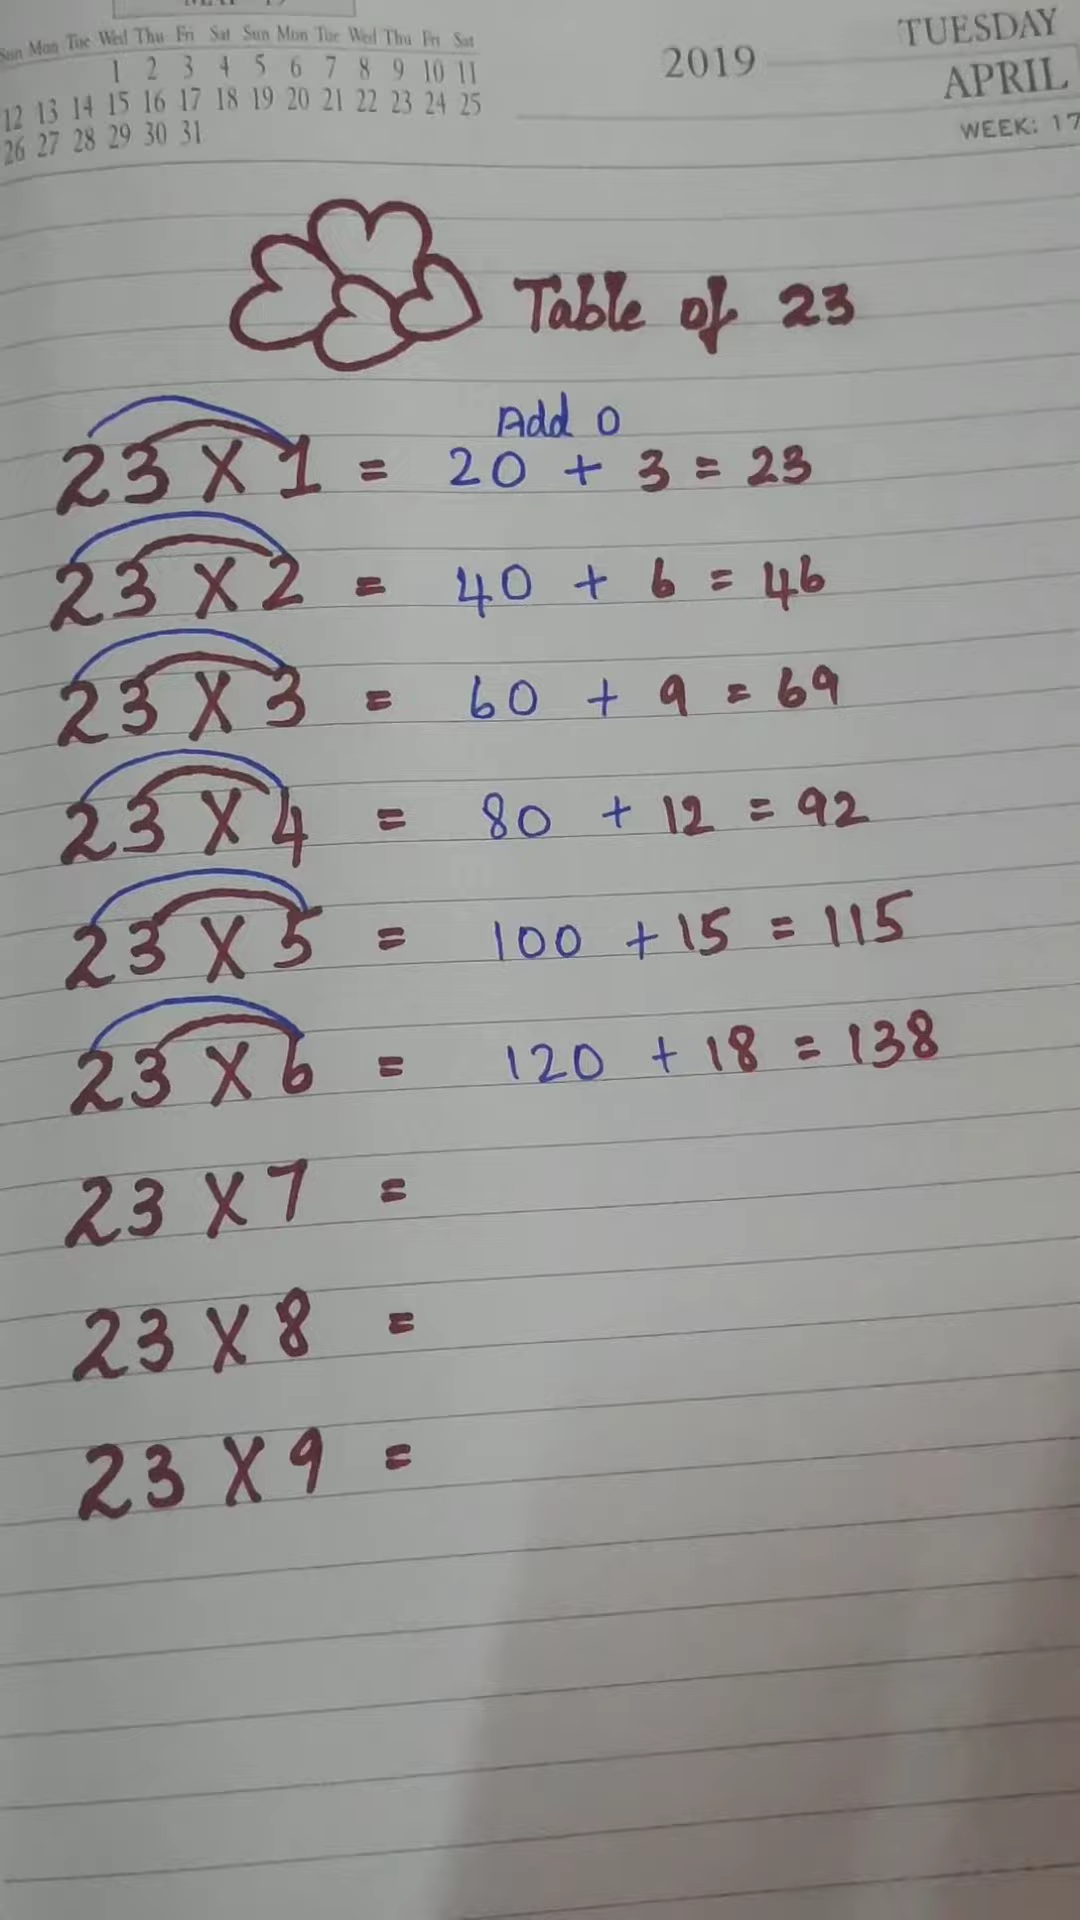 Sun Mon Tue Wed Thu Fri Sat Sun Mon Tue Wed Thu Fri Sat
1 2 3 4 5 6 7 8 9 10 11
12 13 14 15 16 17 18 19 20 21 22 23 24 25
26 27 28 29 30 31
2019
TUESDAY
APRIL
WEEK: 17
Table of 23
Add 0
23 X 1 = 20 + 3 = 23
23 X 2 = 40 + 6 = 46
23 X 3 = 60 + 9 = 69
23 X 4 = 80 + 12 = 92
23 X 5 = 100 + 15 = 115
23 X 6 = 120 + 18 = 138
23 X 7 =
23 X 8 =
23 X 9 =